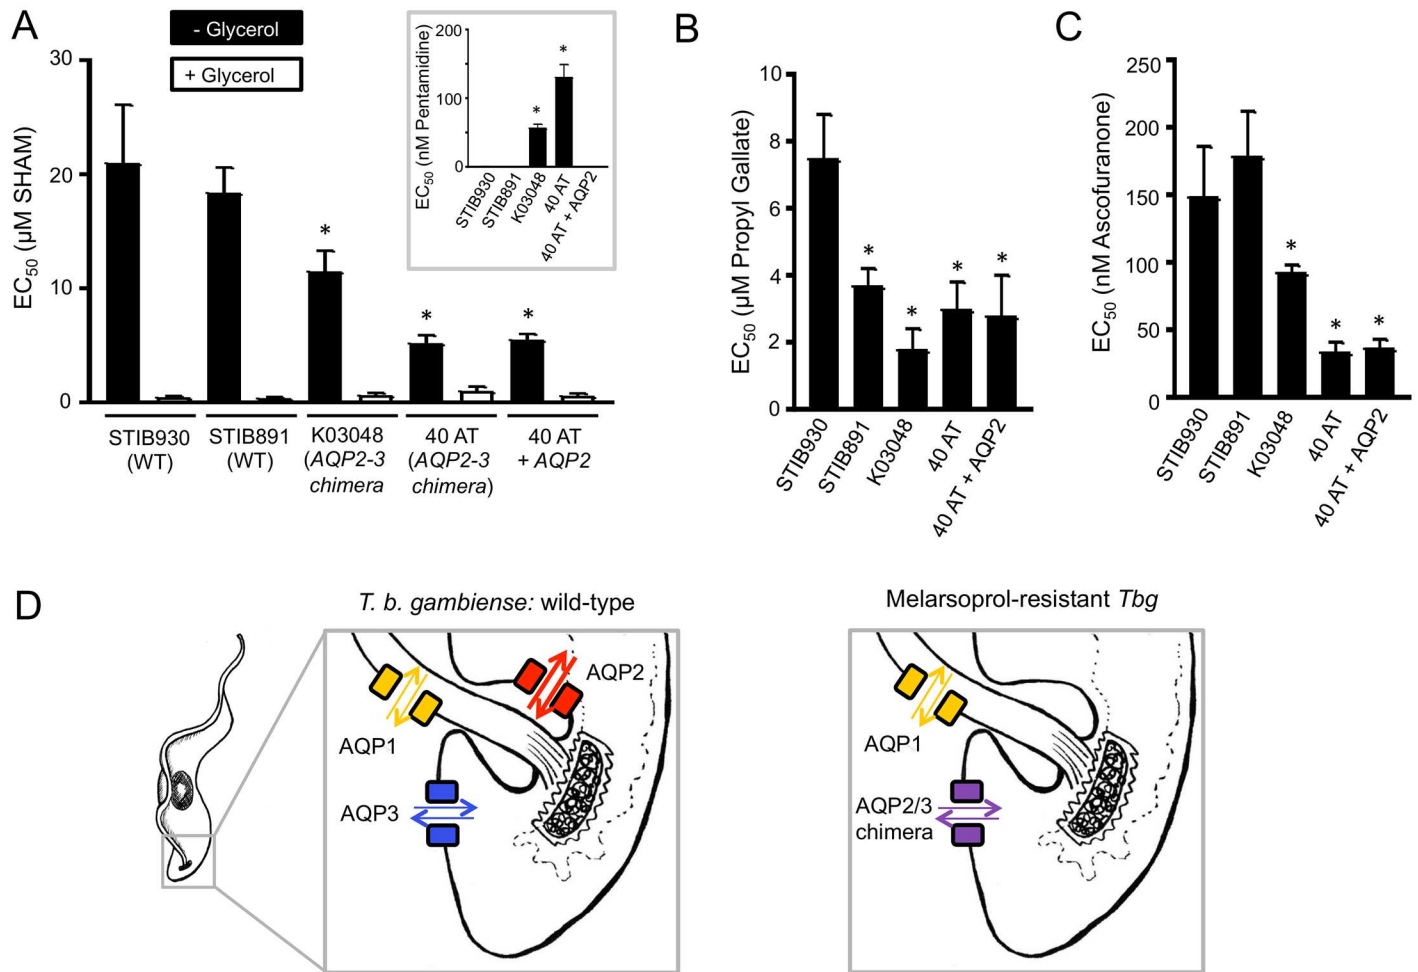 A
- Glycerol
+ Glycerol
EC50 (µM SHAM)
30
20
10
0
STIB930
(WT)
STIB891
(WT)
K03048
(AQP2-3
chimera
40 AT
(AQP2-3
chimera)
40 AT
+ AQP2
*
*
*
EC50 (nM Pentamidine)
200
100
0
*
*
STIB930
STIB891
K03048
40 AT
40 AT + AQP2
B
EC50 (µM Propyl Gallate)
10
8
6
4
2
0
*
*
*
*
STIB930
STIB891
K03048
40 AT
40 AT + AQP2
C
EC50 (nM Ascofuranone)
250
200
150
100
50
0
*
*
*
STIB930
STIB891
K03048
40 AT
40 AT + AQP2
D
T. b. gambiense: wild-type
AQP2
AQP1
AQP3
Melarsoprol-resistant Tbg
AQP1
AQP2/3
chimera